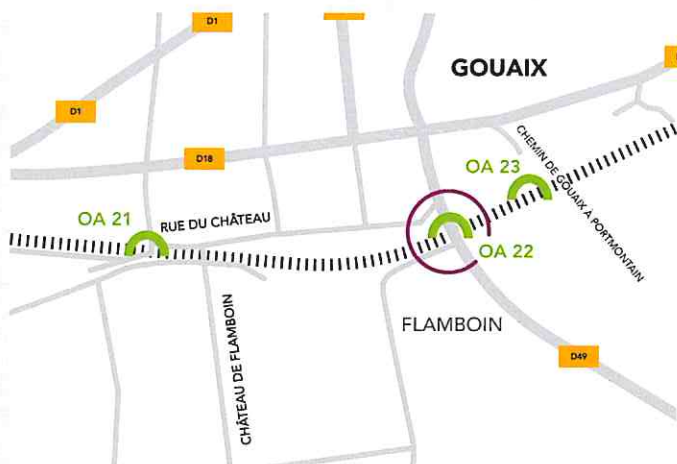 D1
GOUAIX
D1
D18
CHEMIN DE GOUAIX A PORTMONTAIN
OA 23
OA 21
RUE DU CHÂTEAU
OA 22
FLAMBOIN
CHÂTEAU DE FLAMBOIN
D49